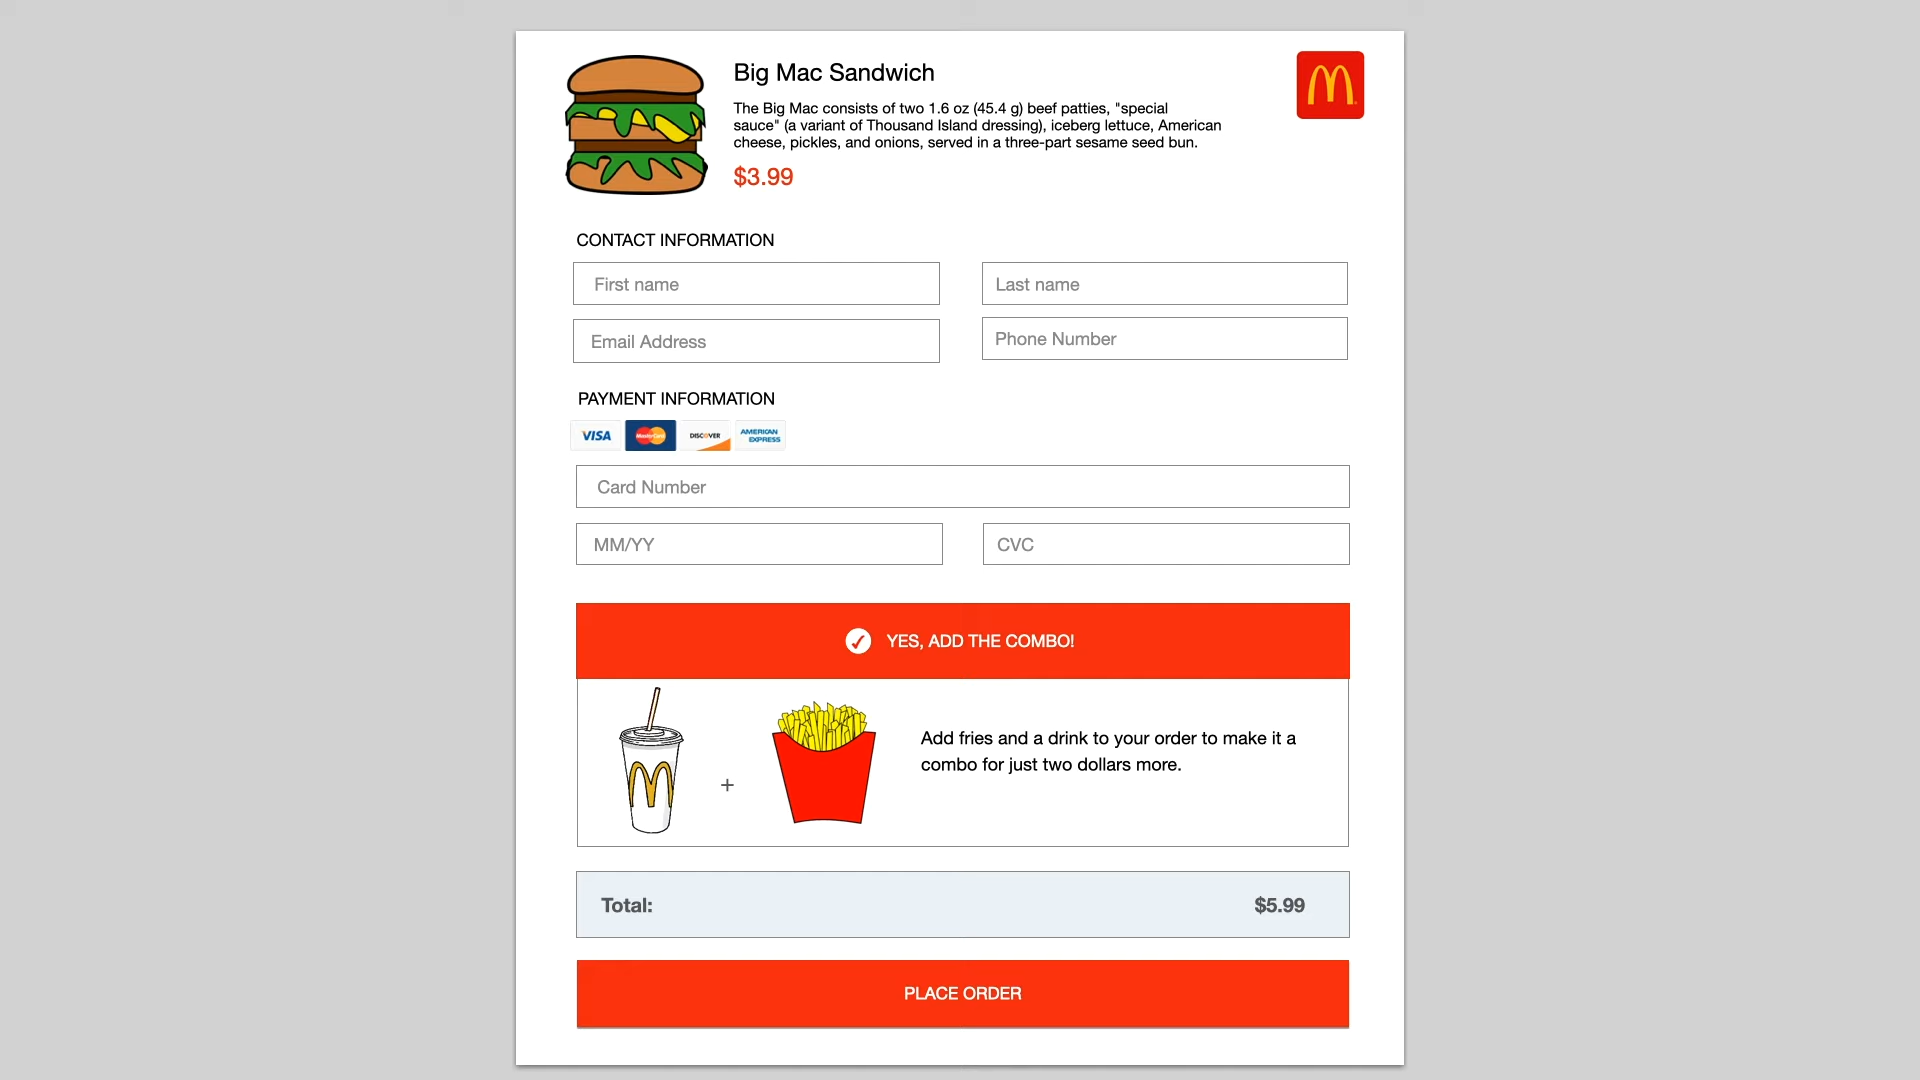 Big Mac Sandwich
The Big Mac consists of two 1.6 oz (45.4 g) beef patties, "special
sauce" (a variant of Thousand Island dressing), iceberg lettuce, American
cheese, pickles, and onions, served in a three-part sesame seed bun.
$3.99
CONTACT INFORMATION
First name
Last name
Email Address
Phone Number
PAYMENT INFORMATION
VISA MasterCard DISCOVER AMERICAN
EXPRESS
Card Number
MM/YY
CVC
YES, ADD THE COMBO!
+
Add fries and a drink to your order to make it a
combo for just two dollars more.
Total: $5.99
PLACE ORDER